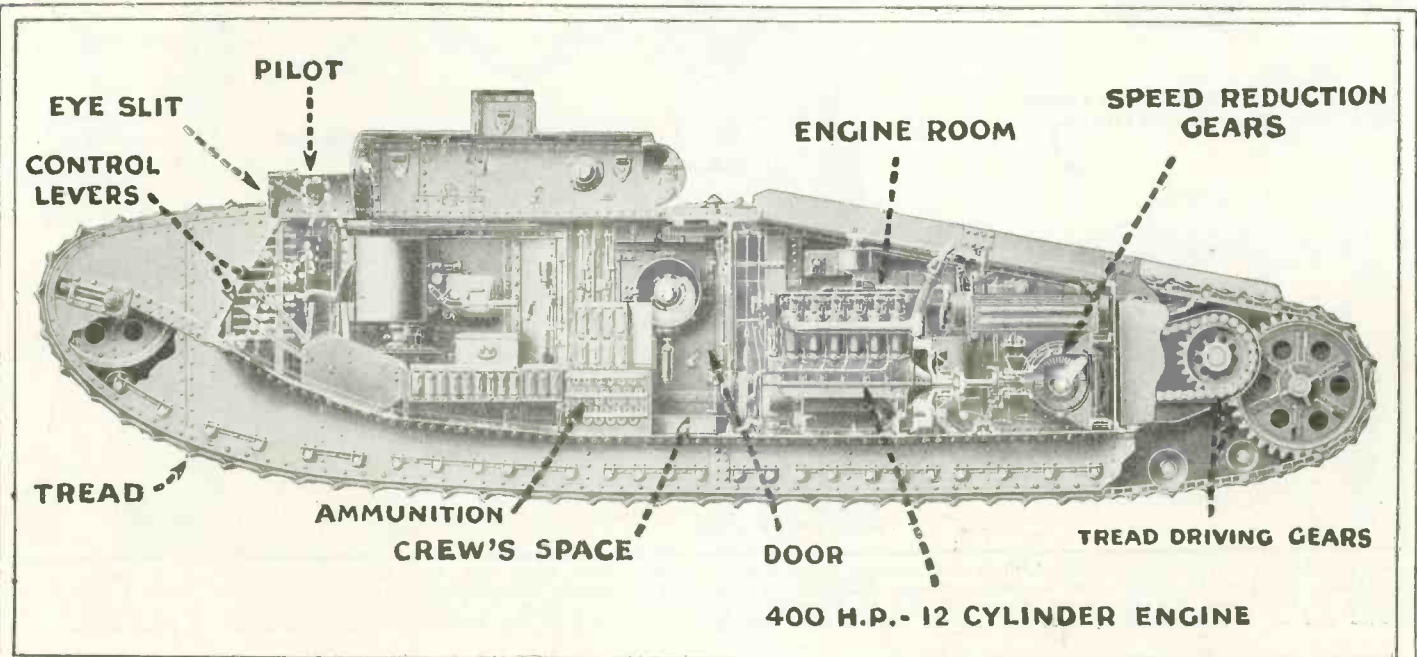 PILOT
EYE SLIT
CONTROL
LEVERS
ENGINE ROOM
SPEED REDUCTION
GEARS
TREAD
AMMUNITION
CREW'S SPACE
DOOR
TREAD DRIVING GEARS
400 H.P.- 12 CYLINDER ENGINE